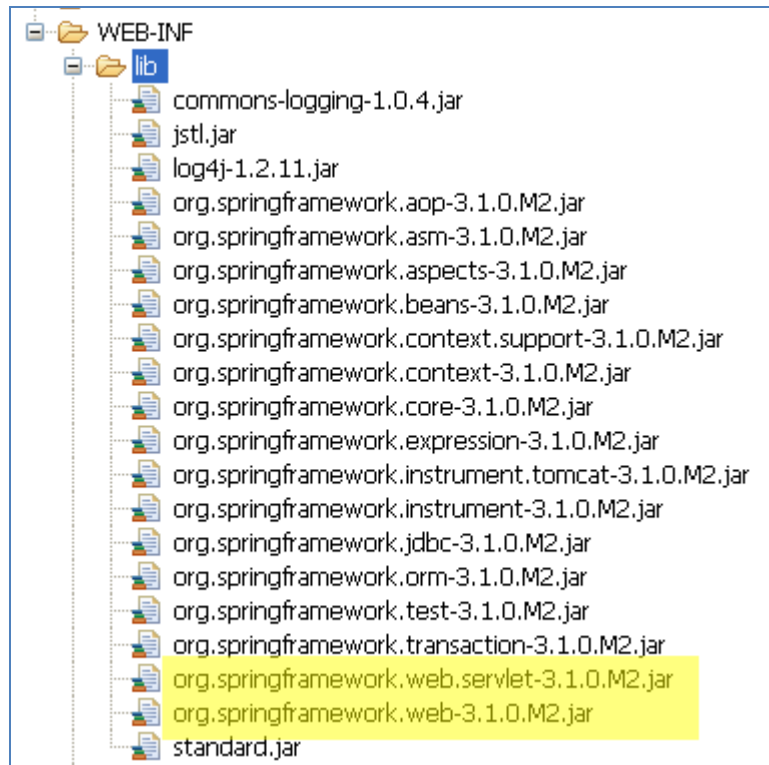 WEB-INF
lib
commons-logging-1.0.4.jar
jstl.jar
log4j-1.2.11.jar
org.springframework.aop-3.1.0.M2.jar
org.springframework.asm-3.1.0.M2.jar
org.springframework.aspects-3.1.0.M2.jar
org.springframework.beans-3.1.0.M2.jar
org.springframework.context.support-3.1.0.M2.jar
org.springframework.context-3.1.0.M2.jar
org.springframework.core-3.1.0.M2.jar
org.springframework.expression-3.1.0.M2.jar
org.springframework.instrument.tomcat-3.1.0.M2.jar
org.springframework.instrument-3.1.0.M2.jar
org.springframework.jdbc-3.1.0.M2.jar
org.springframework.orm-3.1.0.M2.jar
org.springframework.test-3.1.0.M2.jar
org.springframework.transaction-3.1.0.M2.jar
org.springframework.web.servlet-3.1.0.M2.jar
org.springframework.web-3.1.0.M2.jar
standard.jar